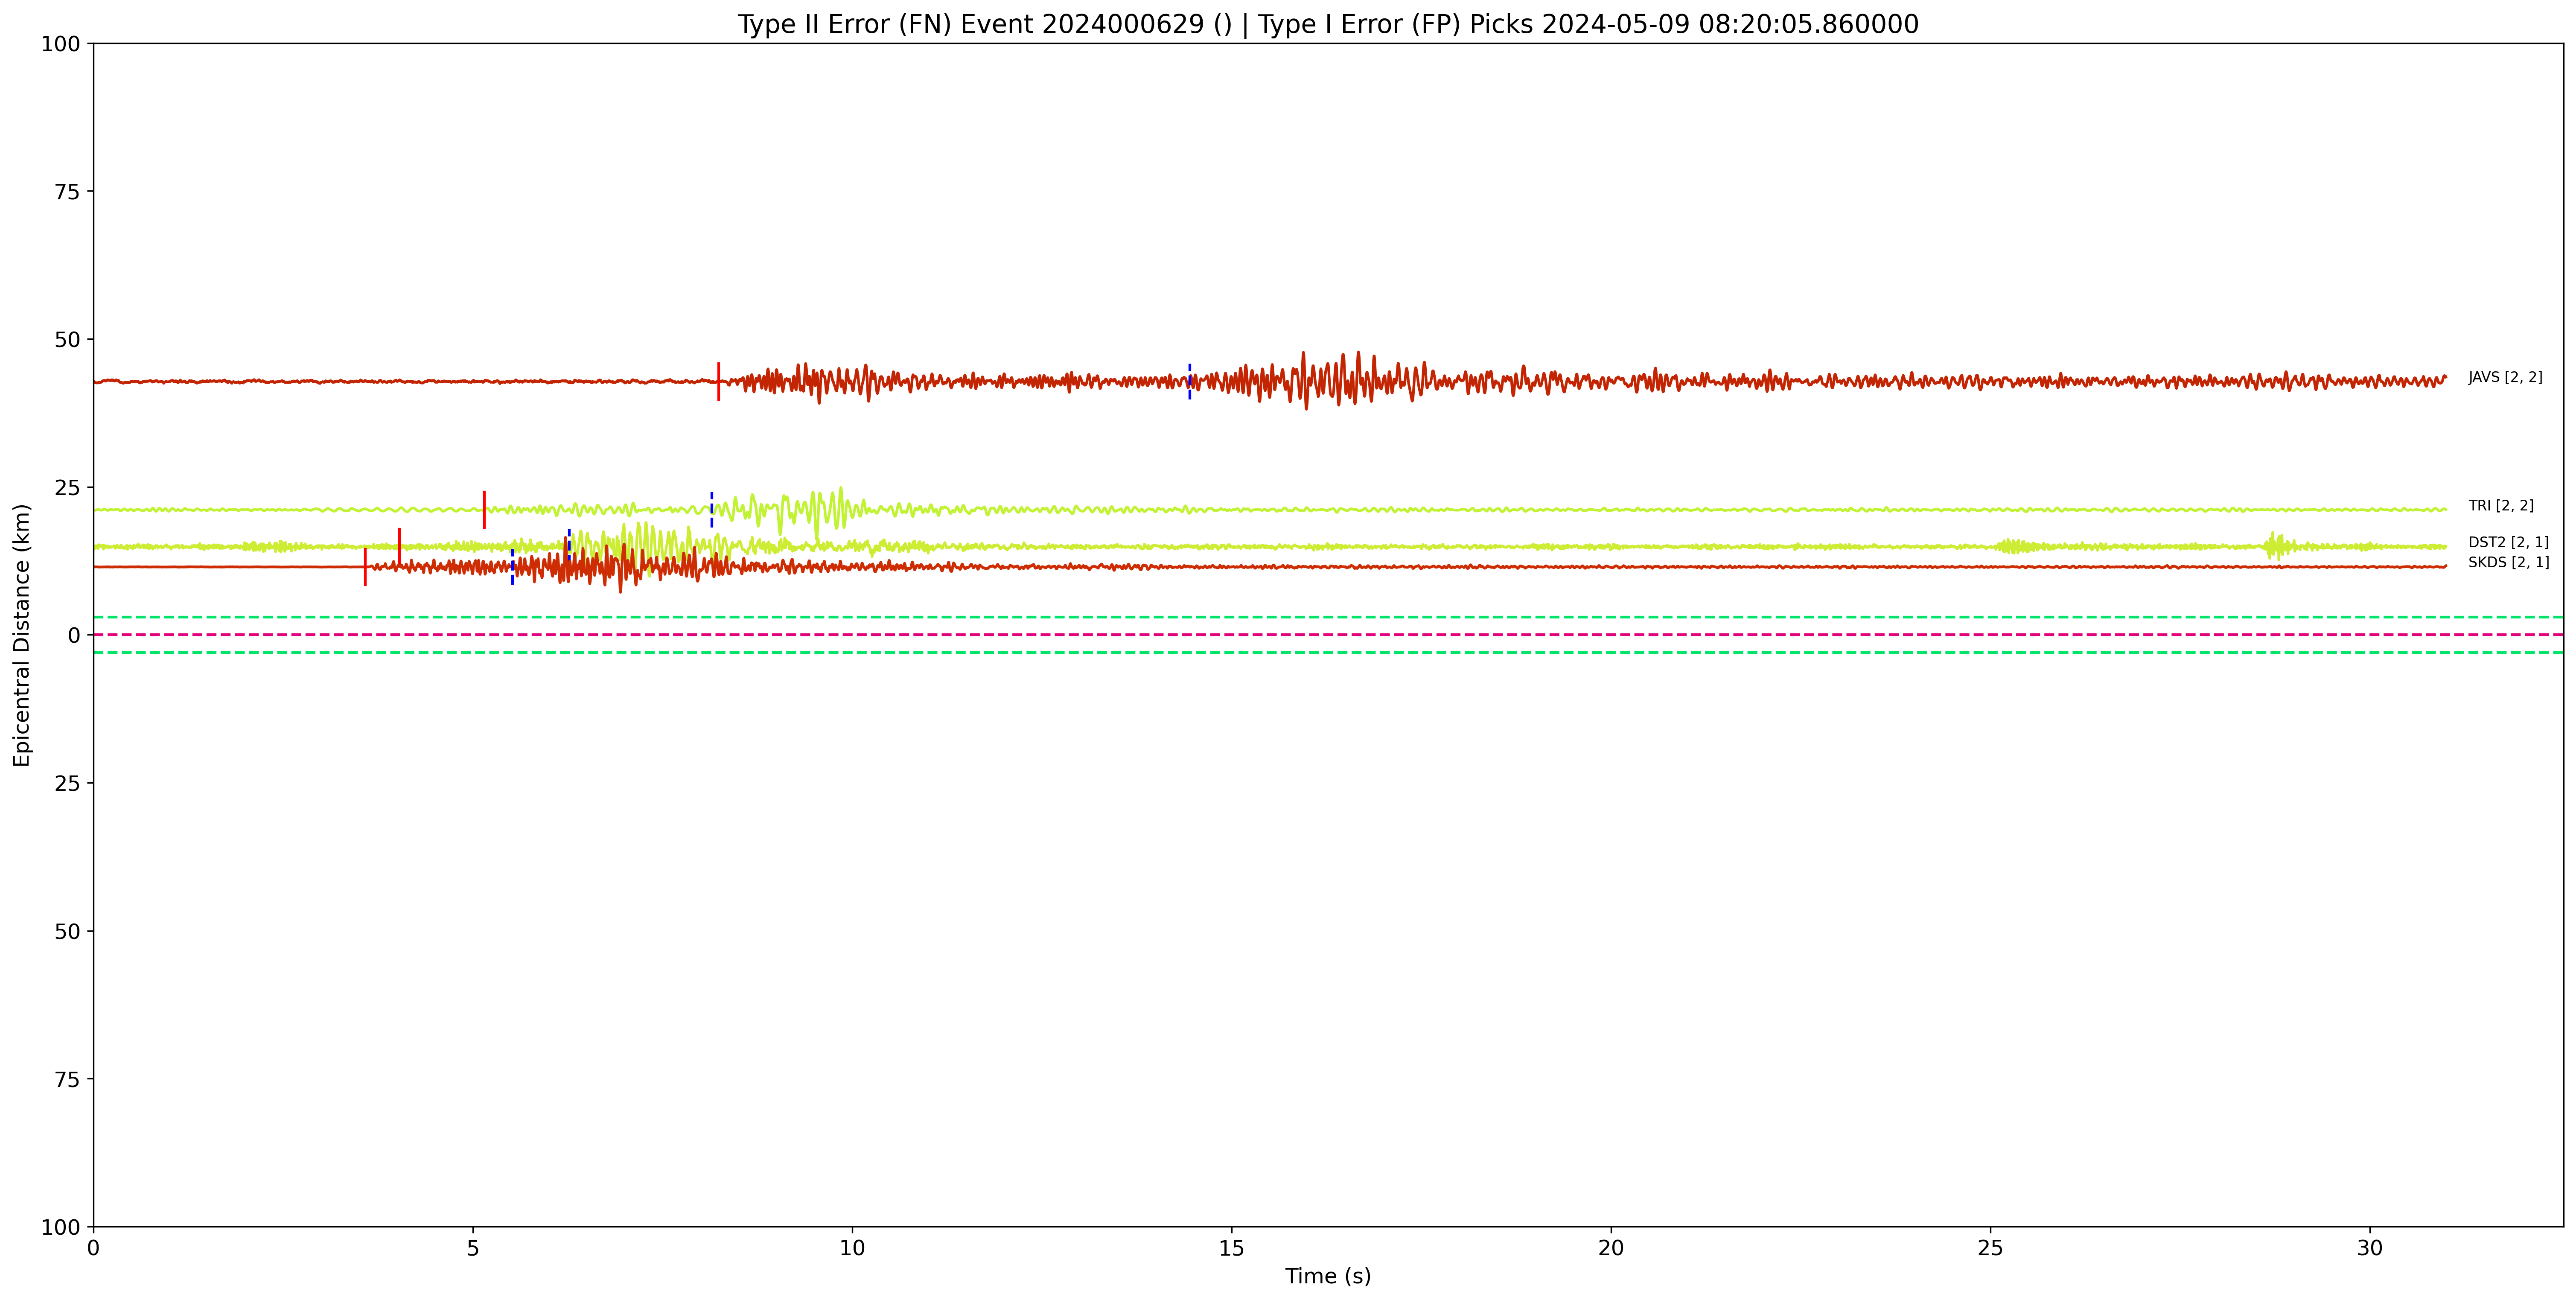 Type II Error (FN) Event 2024000629 () | Type I Error (FP) Picks 2024-05-09 08:20:05.860000
100
75
50
25
0
25
50
75
100
Epicentral Distance (km)
JAVS [2, 2]
TRI [2, 2]
DST2 [2, 1]
SKDS [2, 1]
0 5 10 15 20 25 30
Time (s)